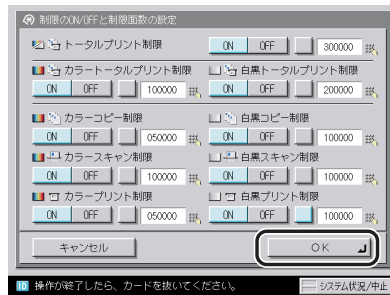 制限のON/OFFと制限面数の設定
トータルプリント制限 ON OFF 300000
カラートータルプリント制限 白黒トータルプリント制限
ON OFF 100000 ON OFF 200000
カラーコピー制限 白黒コピー制限
ON OFF 050000 ON OFF 100000
カラースキャン制限 白黒スキャン制限
ON OFF 100000 ON OFF 100000
カラープリント制限 白黒プリント制限
ON OFF 050000 ON OFF 100000
キャンセル OK
ID 操作が終了したら、カードを抜いてください。 システム状況/中止